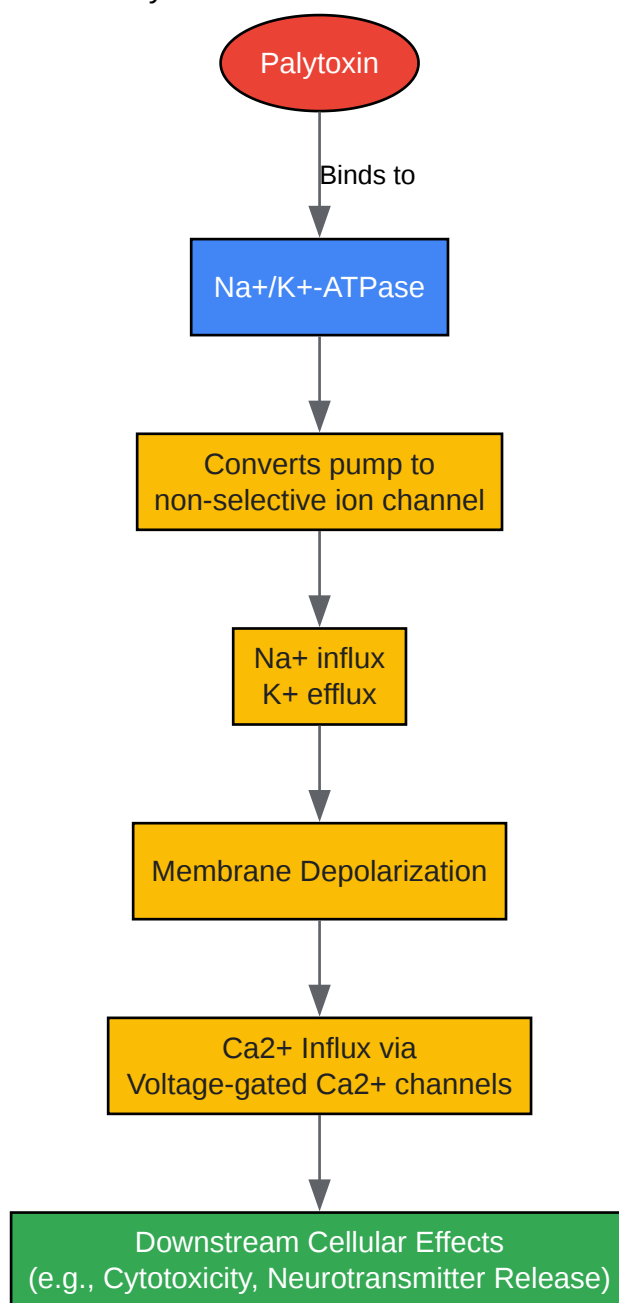 Palytoxin
Binds to
Na+/K+-ATPase
Converts pump to
non-selective ion channel
Na+ influx
K+ efflux
Membrane Depolarization
Ca2+ Influx via
Voltage-gated Ca2+ channels
Downstream Cellular Effects
(e.g., Cytotoxicity, Neurotransmitter Release)